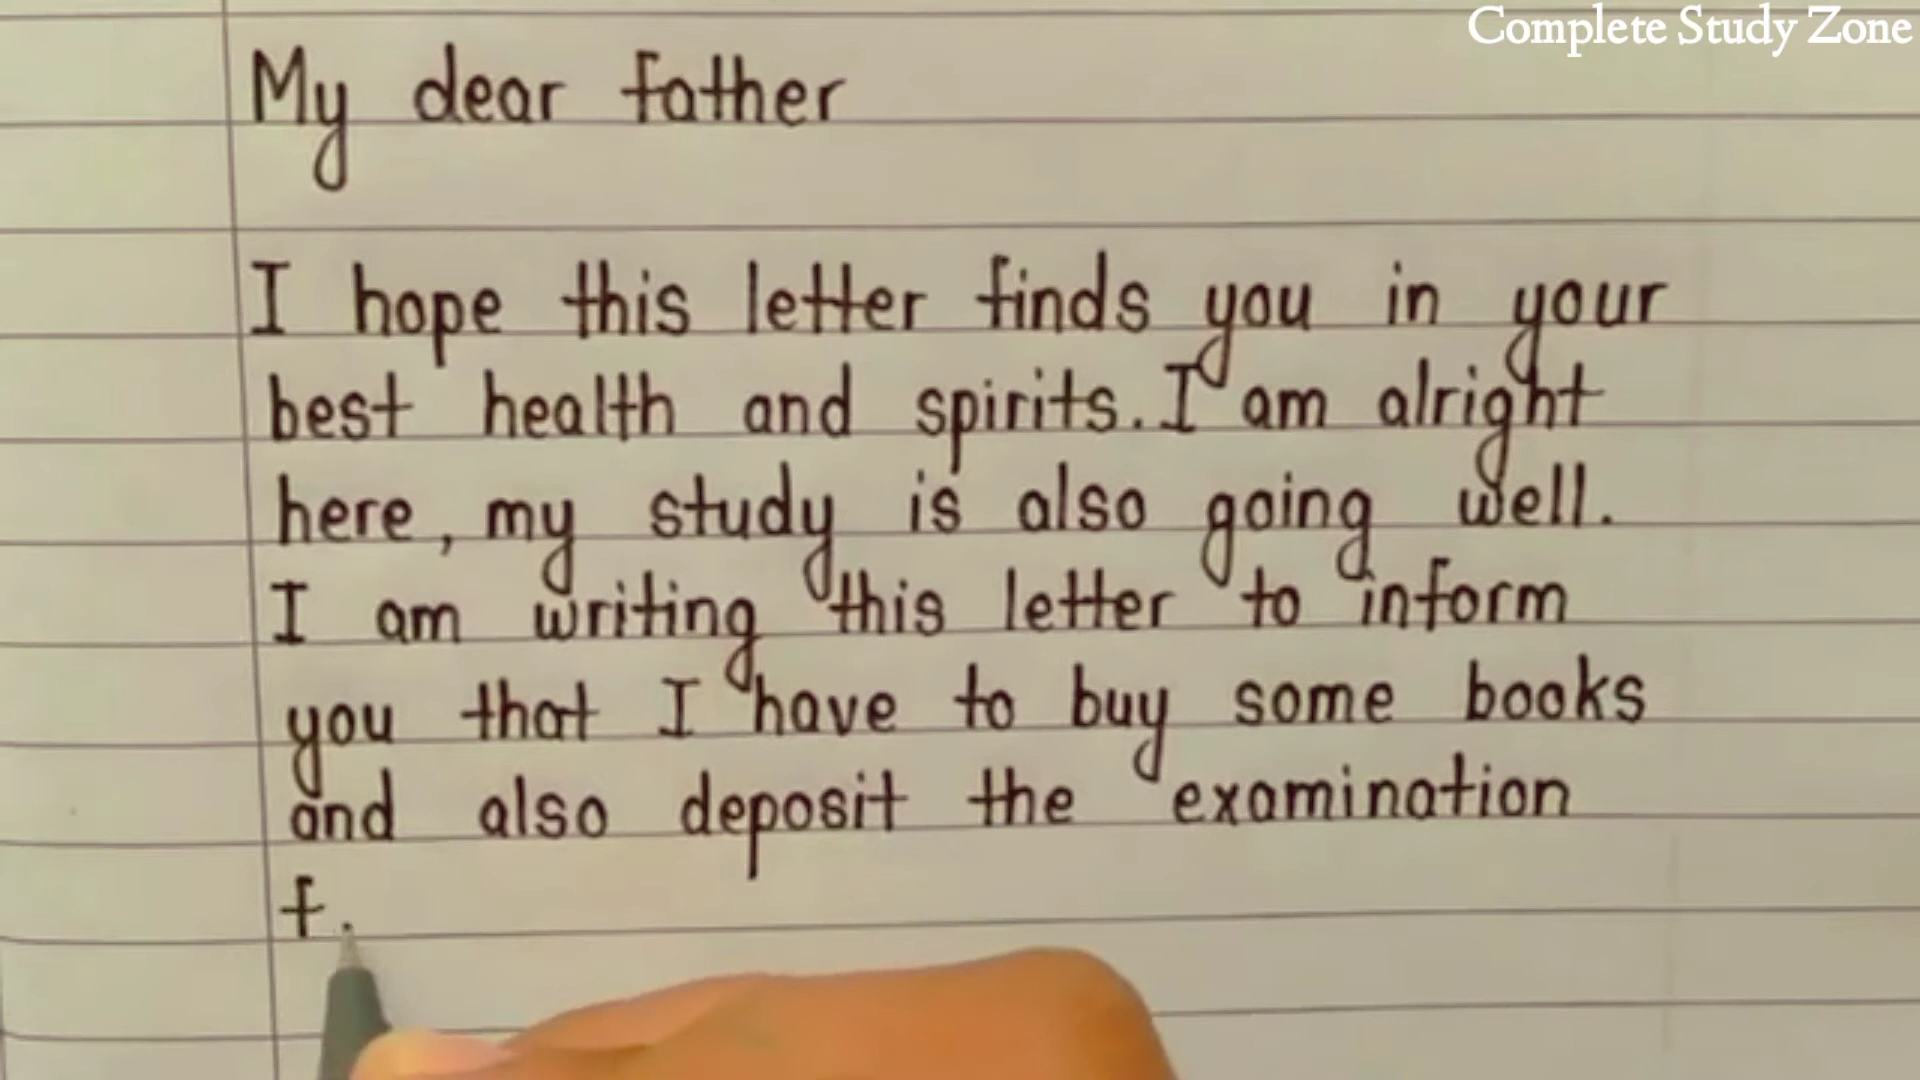 Complete Study Zone
My dear father
I hope this letter finds you in your
best health and spirits. I am alright
here, my study is also going well.
I am writing this letter to inform
you that I have to buy some books
and also deposit the examination
f